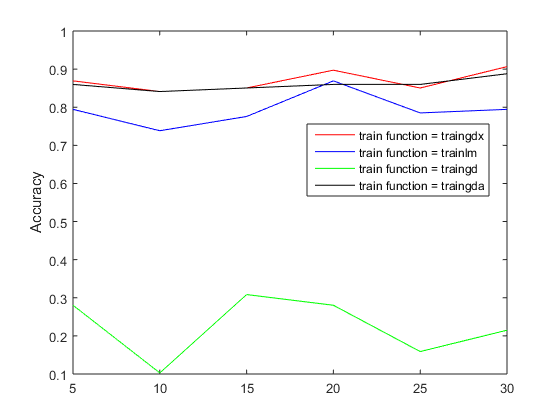 1
0.9
0.8
0.7
0.6
0.5
0.4
0.3
0.2
0.1
Accuracy
train function = traingdx
train function = trainlm
train function = traingd
train function = traingda
5 10 15 20 25 30